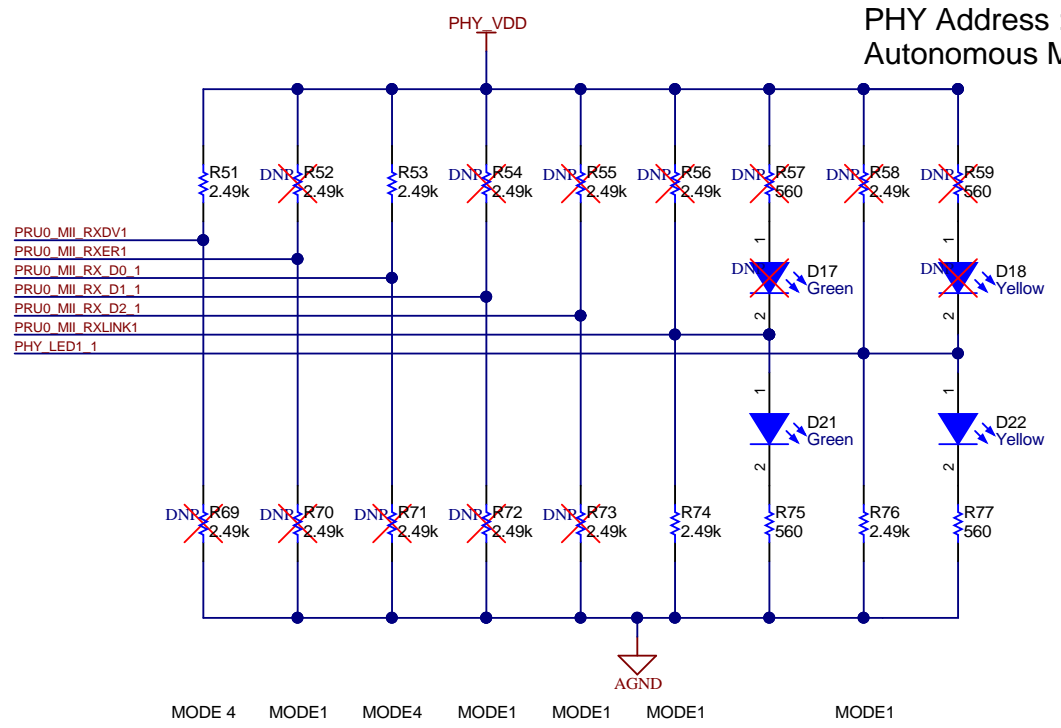 PHY Address :
Autonomous M
PHY_VDD
R51
2.49k
DNP R52
2.49k
R53
2.49k
DNP R54
2.49k
DNP R55
2.49k
DNP R56
2.49k
DNP R57
560
DNP R58
2.49k
DNP R59
560
PRU0_MII_RXDV1
PRU0_MII_RXER1
PRU0_MII_RX_D0_1
PRU0_MII_RX_D1_1
PRU0_MII_RX_D2_1
PRU0_MII_RXLINK1
PHY_LED1_1
1
DN D17
Green
2
1
DN D18
Yellow
2
1
D21
Green
2
1
D22
Yellow
2
DNP R69
2.49k
DNP R70
2.49k
DNP R71
2.49k
DNP R72
2.49k
DNP R73
2.49k
R74
2.49k
R75
560
R76
2.49k
R77
560
AGND
MODE 4 MODE1 MODE4 MODE1 MODE1 MODE1 MODE1